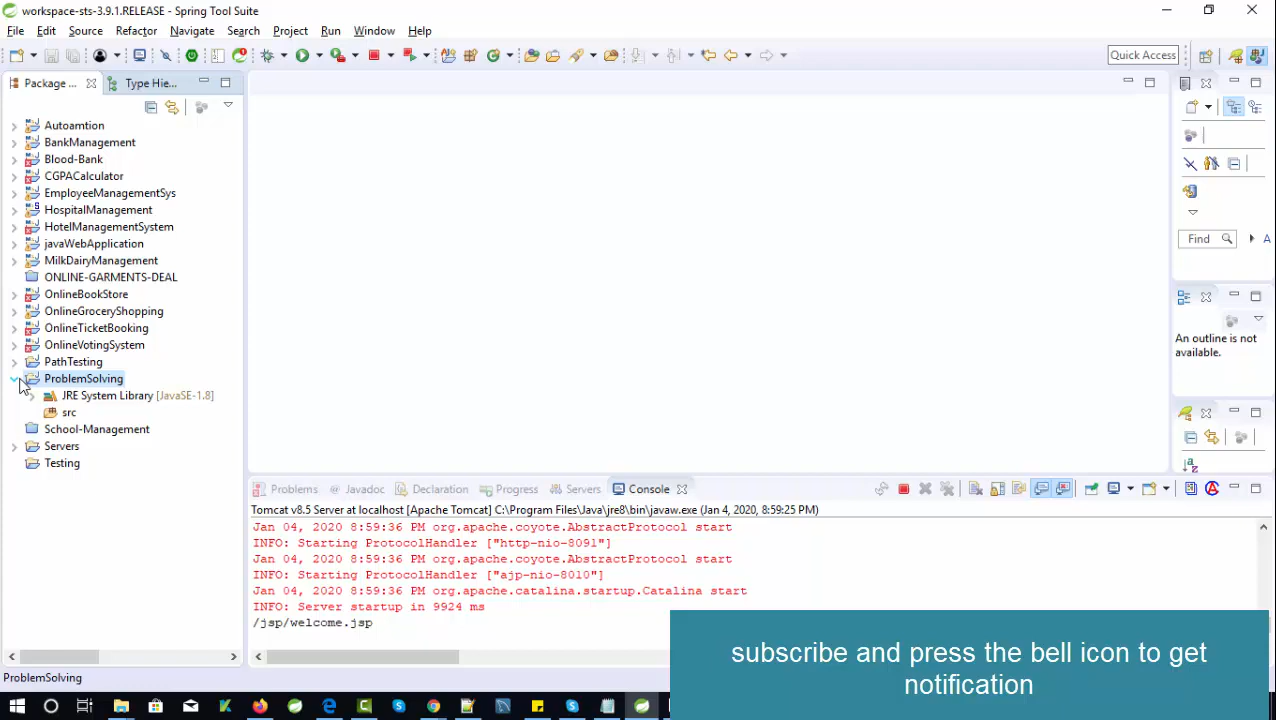 workspace-sts-3.9.1.RELEASE - Spring Tool Suite
File Edit Source Refactor Navigate Search Project Run Window Help
Quick Access
Package ... Type Hie...
Autoamtion
BankManagement
Blood-Bank
CGPACalculator
EmployeeManagementSys
HospitalManagement
HotelManagementSystem
javaWebApplication
MilkDairyManagement
ONLINE-GARMENTS-DEAL
OnlineBookStore
OnlineGroceryShopping
OnlineTicketBooking
OnlineVotingSystem
PathTesting
ProblemSolving
JRE System Library [JavaSE-1.8]
src
School-Management
Servers
Testing
Find A
An outline is not
available.
Problems Javadoc Declaration Progress Servers Console
Tomcat v8.5 Server at localhost [Apache Tomcat] C:\Program Files\Java\jre8\bin\javaw.exe (Jan 4, 2020, 8:59:25 PM)
Jan 04, 2020 8:59:36 PM org.apache.coyote.AbstractProtocol start
INFO: Starting ProtocolHandler ["http-nio-8091"]
Jan 04, 2020 8:59:36 PM org.apache.coyote.AbstractProtocol start
INFO: Starting ProtocolHandler ["ajp-nio-8010"]
Jan 04, 2020 8:59:36 PM org.apache.catalina.startup.Catalina start
INFO: Server startup in 9924 ms
/jsp/welcome.jsp
subscribe and press the bell icon to get
notification
ProblemSolving